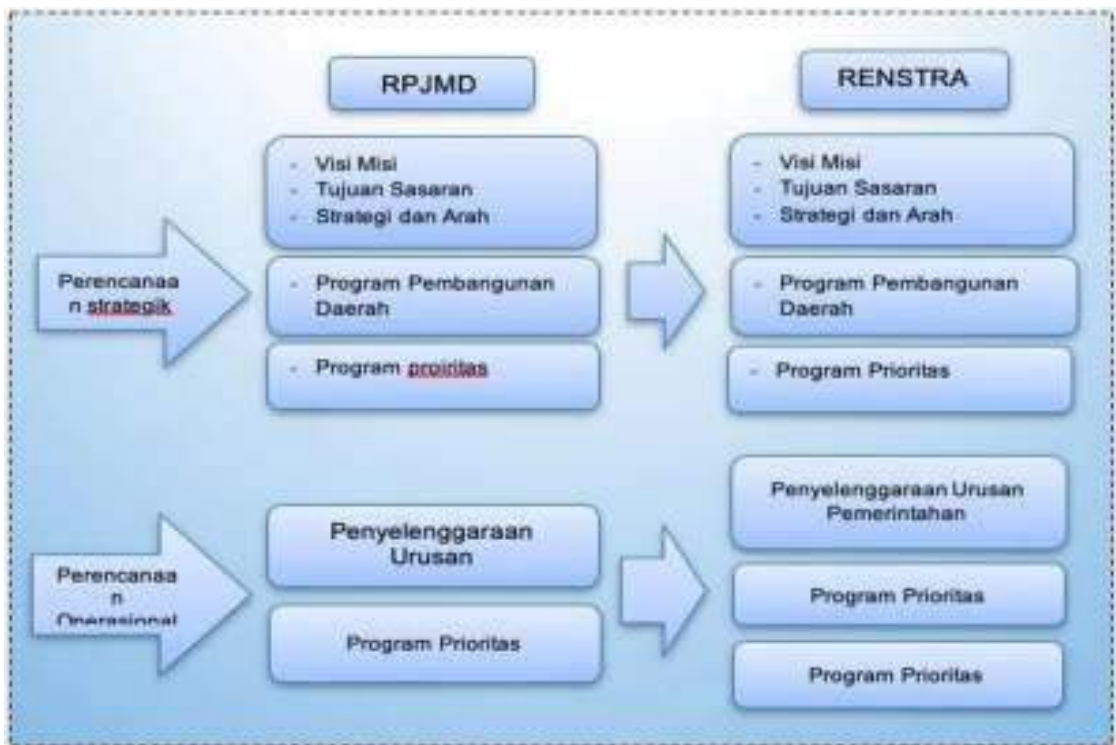 RPJMD
RENSTRA
Perencanaa
n strategik
- Visi Misi
- Tujuan Sasaran
- Strategi dan Arah
- Program Pembangunan
Daerah
- Program proiritas
- Visi Misi
- Tujuan Sasaran
- Strategi dan Arah
- Program Pembangunan
Daerah
- Program Prioritas
Perencanaa
n
Operasional
Penyelenggaraan
Urusan
Program Prioritas
Penyelenggaraan Urusan
Pemerintahan
Program Prioritas
Program Prioritas